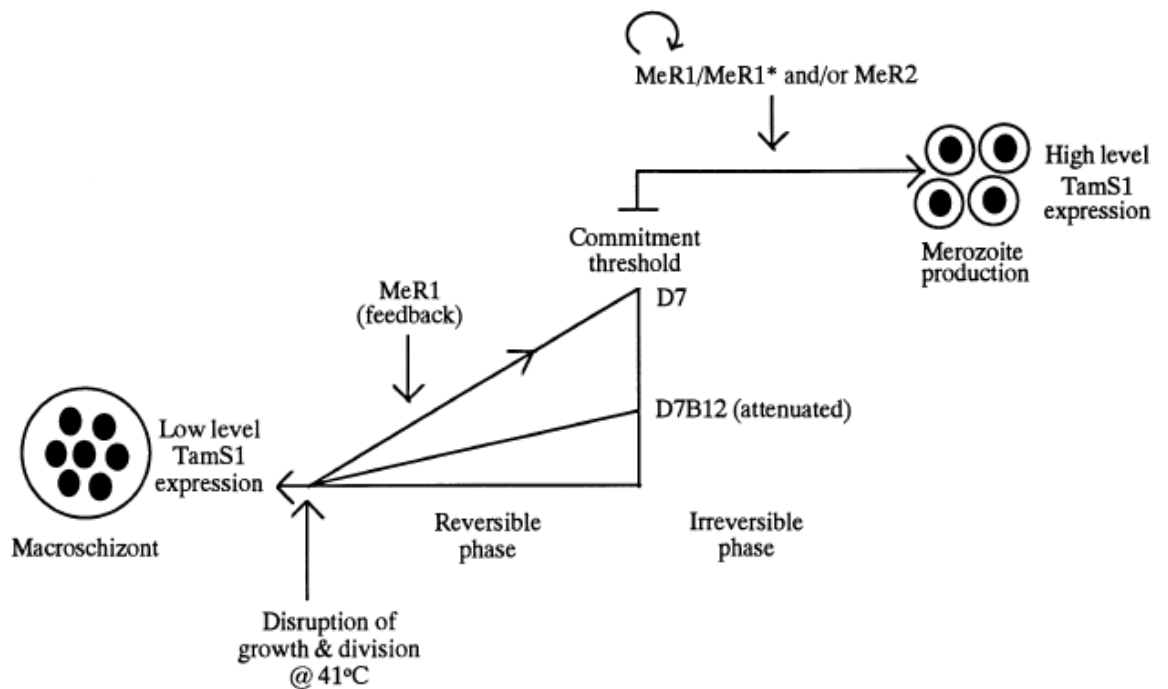 MeR1/MeR1* and/or MeR2
High level
TamS1
expression
Merozoite
production
Commitment
threshold
D7
MeR1
(feedback)
D7B12 (attenuated)
Low level
TamS1
expression
Macroschizont
Reversible
phase
Irreversible
phase
Disruption of
growth & division
@ 41ºC